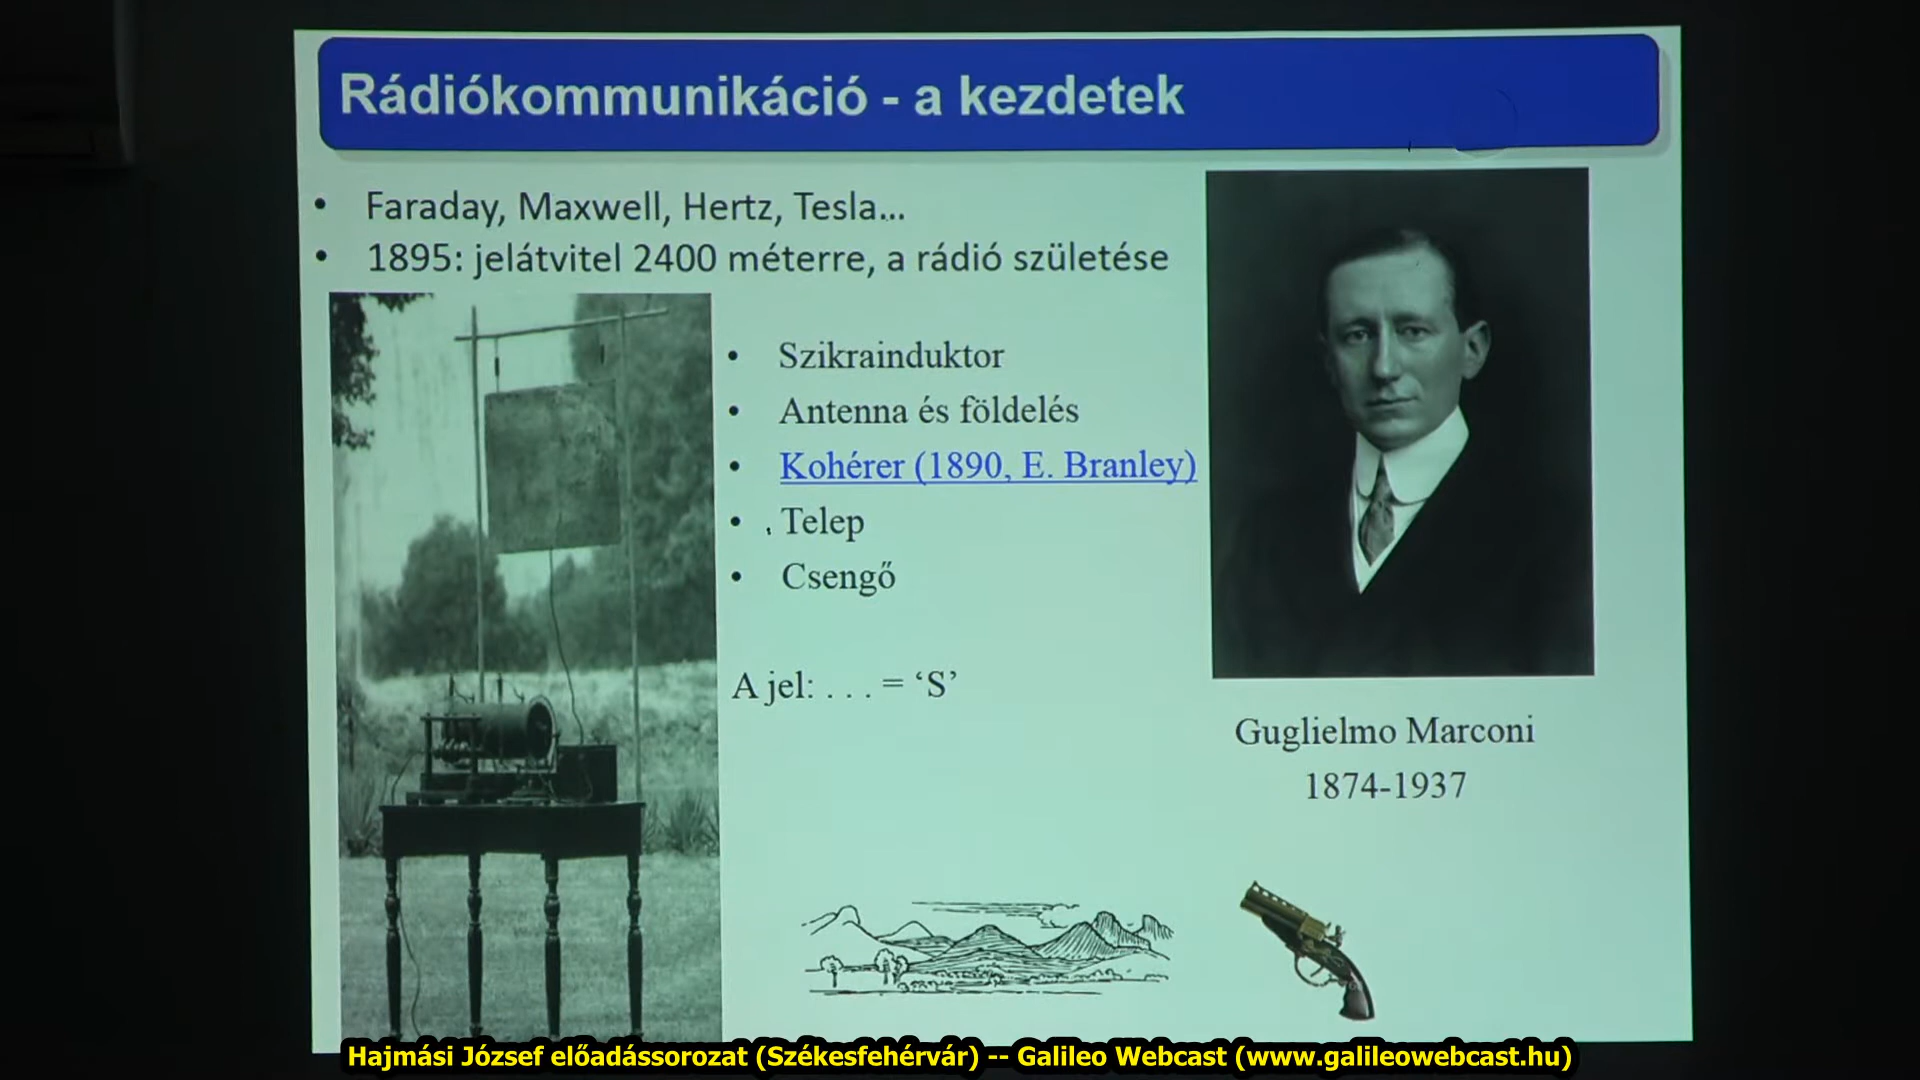 Rádiókommunikáció - a kezdetek
• Faraday, Maxwell, Hertz, Tesla...
• 1895: jelátvitel 2400 méterre, a rádió születése
• Szikrainduktor
• Antenna és földelés
• Kohérer (1890, E. Branley)
• Telep
• Csengő
A jel: . . . = ‘S’
Guglielmo Marconi
1874-1937
Hajmási József előadássorozat (Székesfehérvár) -- Galileo Webcast (www.galileowebcast.hu)